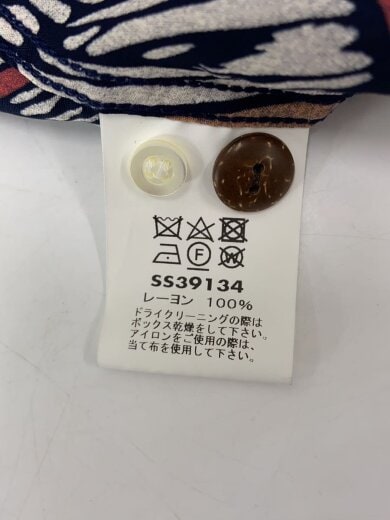 F W
SS39134
レーヨン 100%
ドライクリーニングの際は
ボックス乾燥をして下さい。
アイロンをご使用の際は、
当て布を使用して下さい。